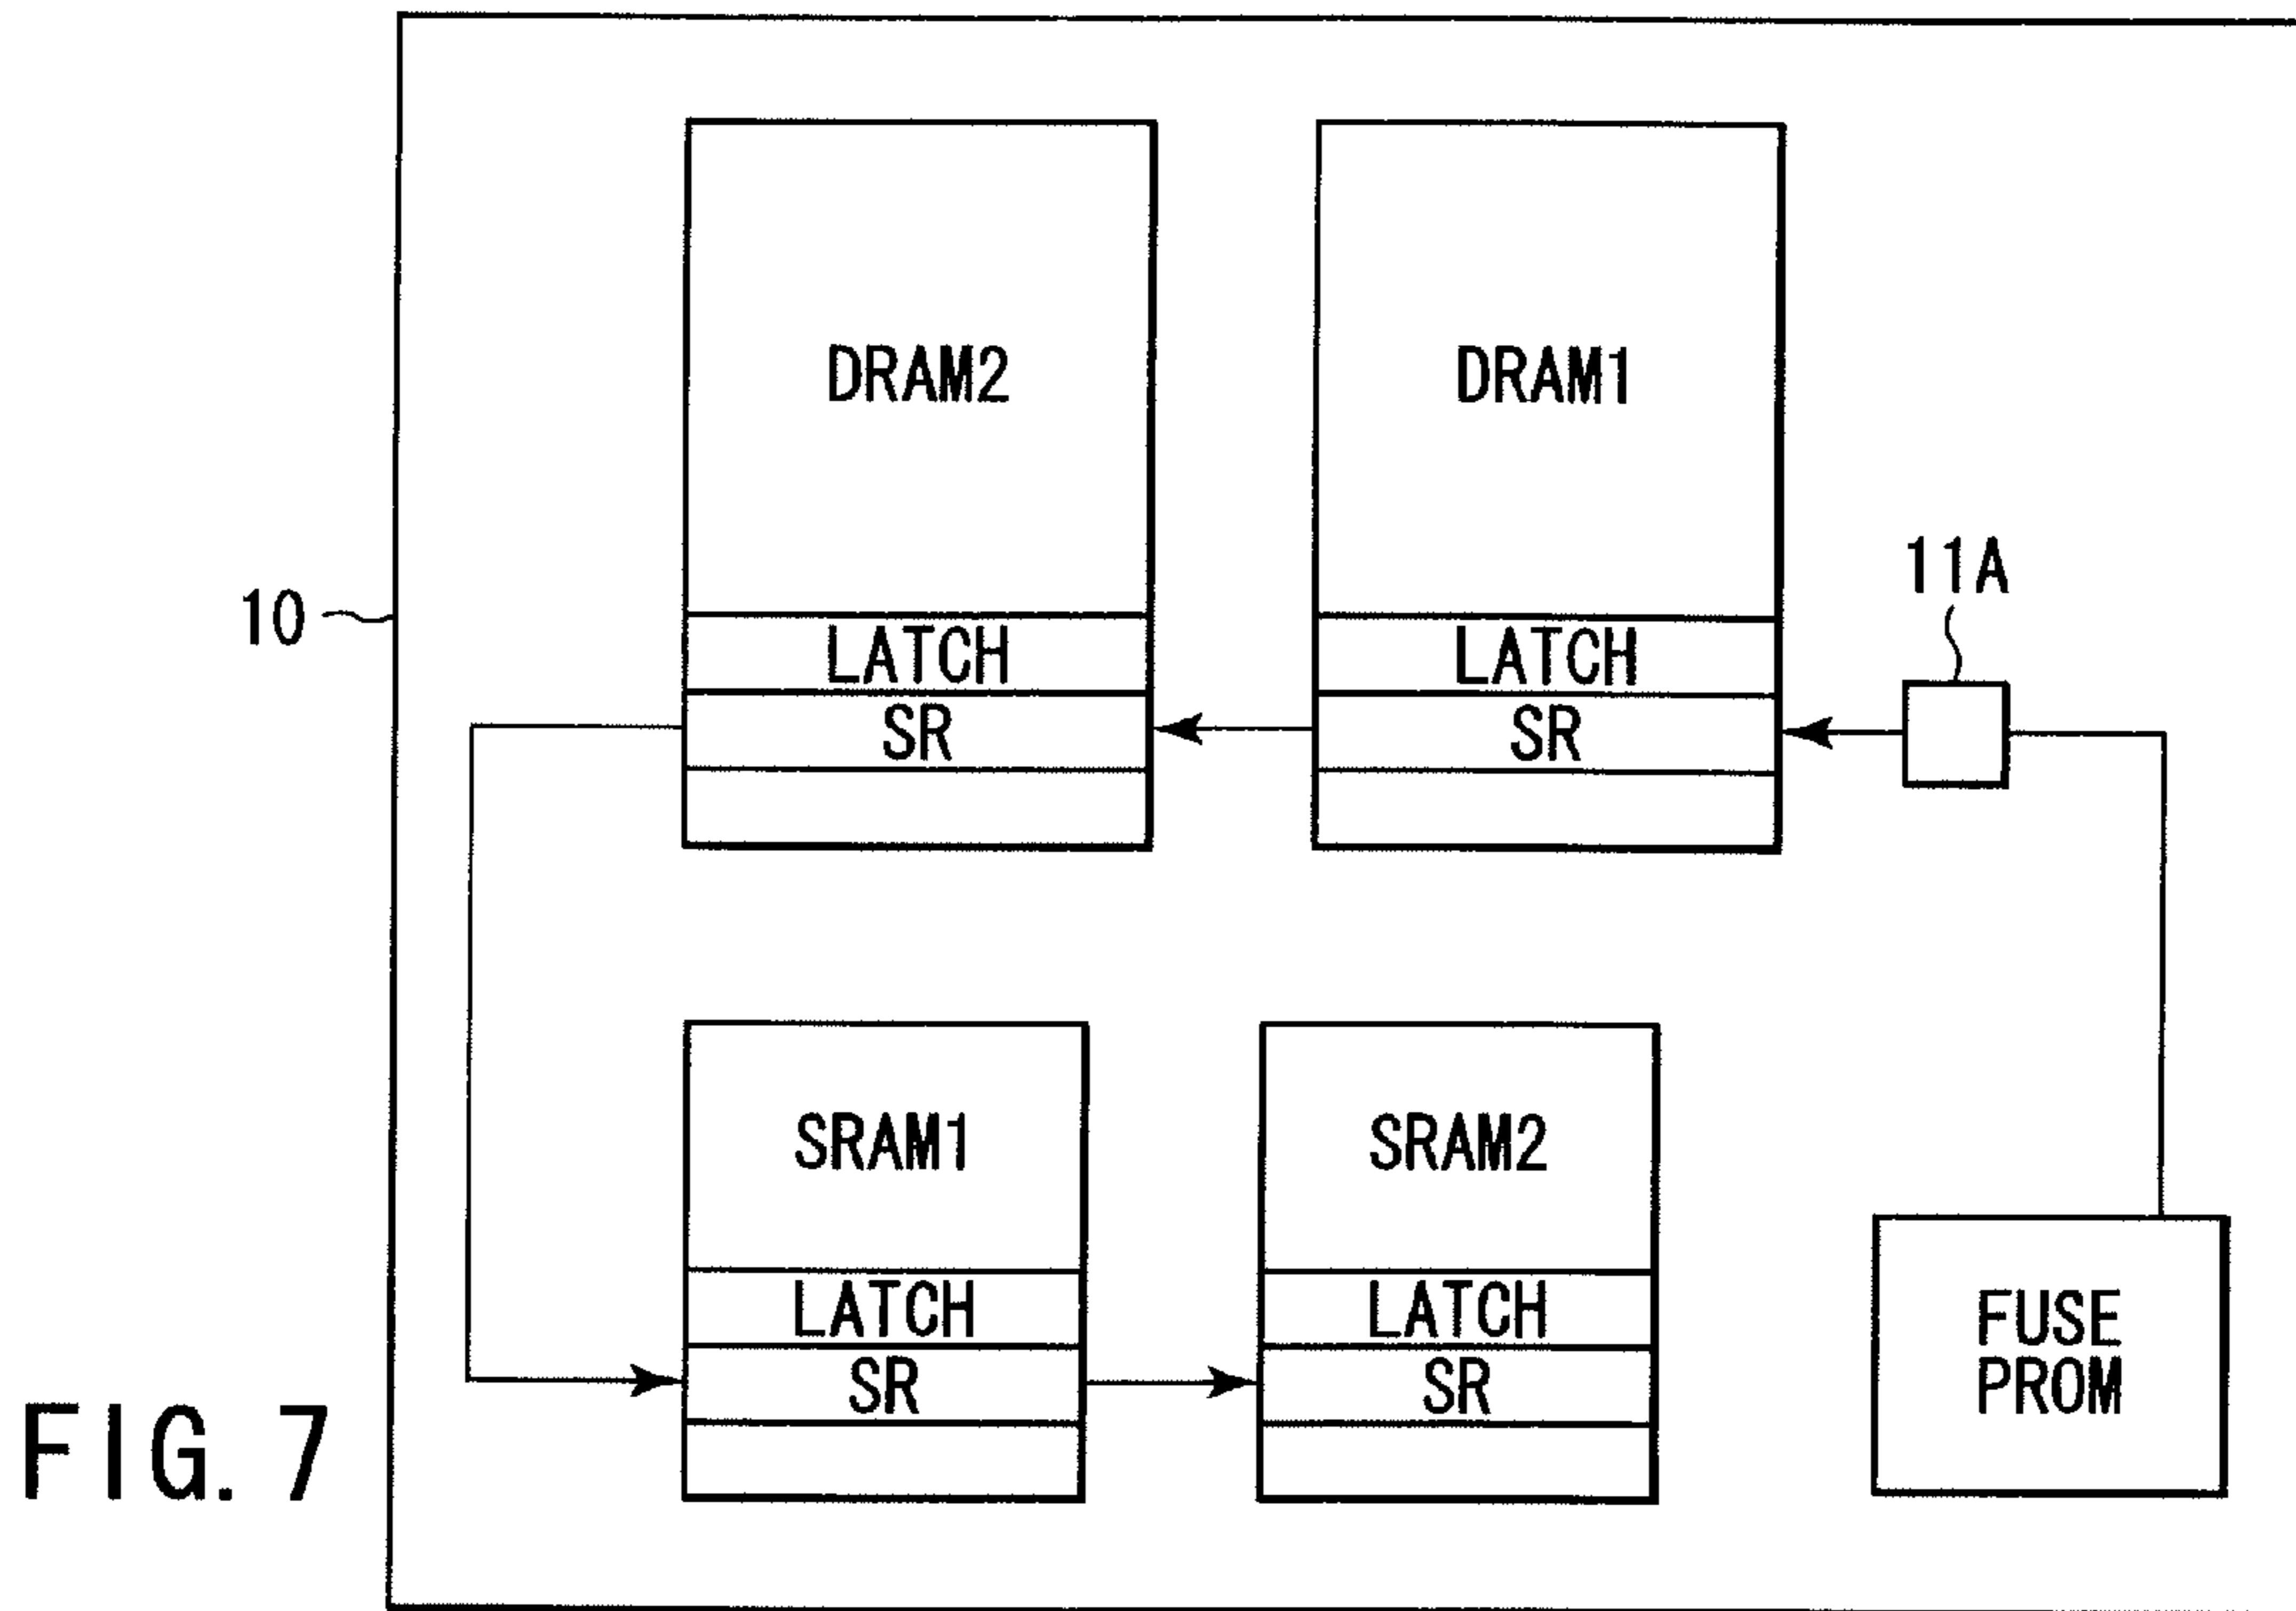 DRAM2
DRAM1
11A
10
LATCH
LATCH
SR
SR
SRAM1
SRAM2
LATCH
LATCH
FUSE
PROM
SR
SR
FIG. 7